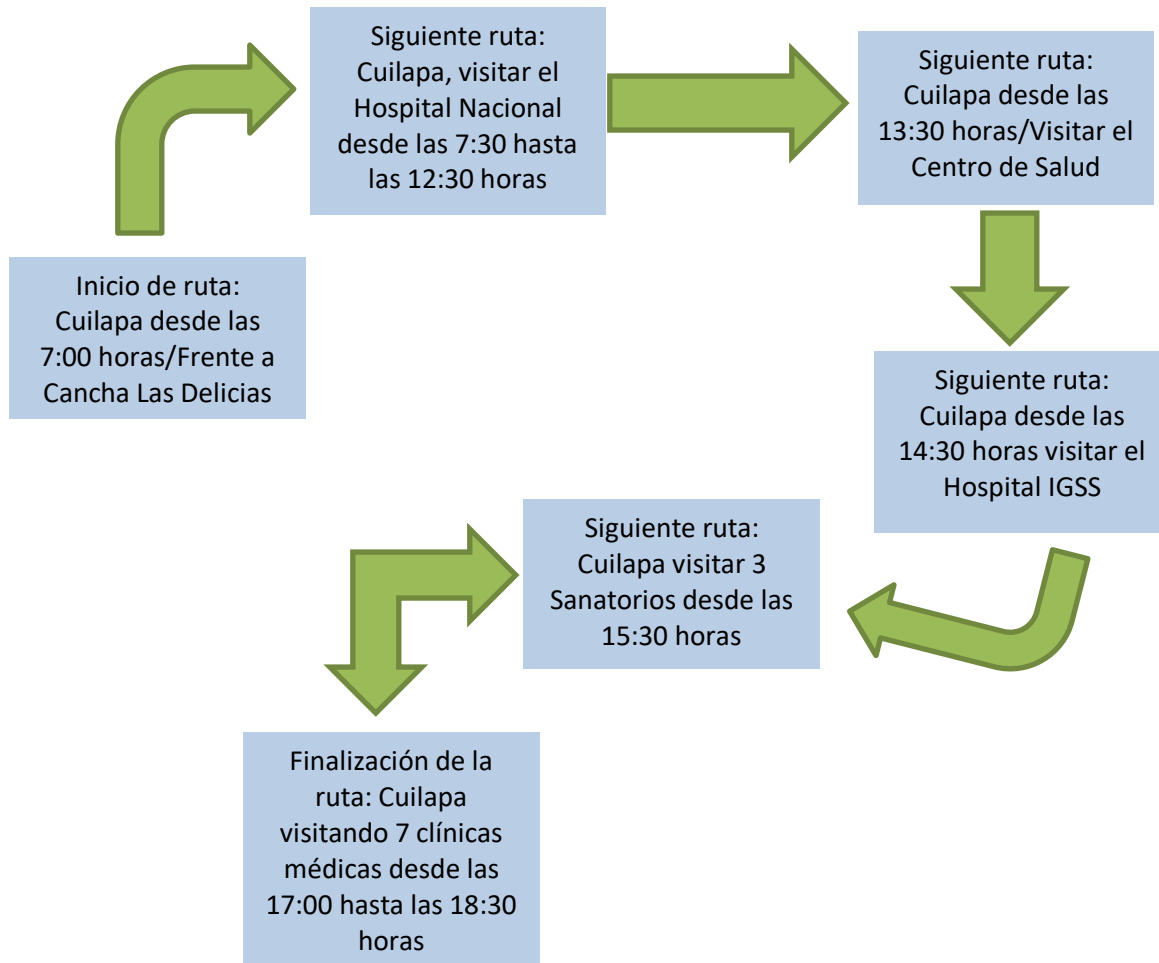 Inicio de ruta:
Cuilapa desde las
7:00 horas/Frente a
Cancha Las Delicias
Siguiente ruta:
Cuilapa, visitar el
Hospital Nacional
desde las 7:30 hasta
las 12:30 horas
Siguiente ruta:
Cuilapa desde las
13:30 horas/Visitar el
Centro de Salud
Siguiente ruta:
Cuilapa desde las
14:30 horas visitar el
Hospital IGSS
Siguiente ruta:
Cuilapa visitar 3
Sanatorios desde las
15:30 horas
Finalización de la
ruta: Cuilapa
visitando 7 clínicas
médicas desde las
17:00 hasta las 18:30
horas